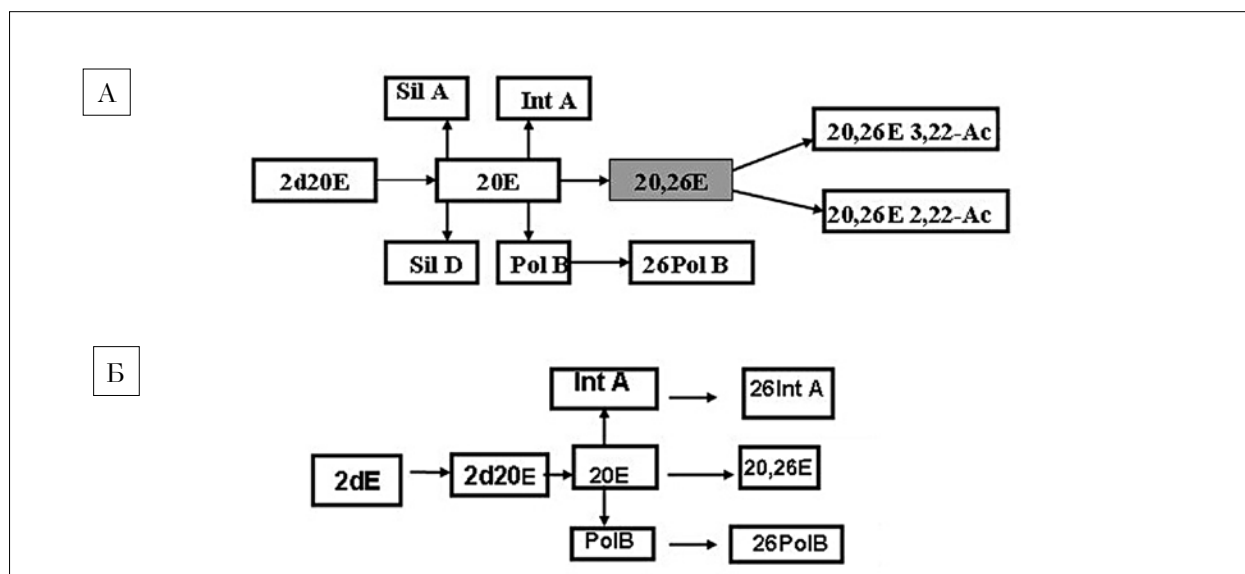 А
Sil A
Int A
20,26E 3,22-Ac
2d20E
20E
20,26E
20,26E 2,22-Ac
Sil D
Pol B
26Pol B
Б
Int A
26Int A
2dE
2d20E
20E
20,26E
PolB
26PolB